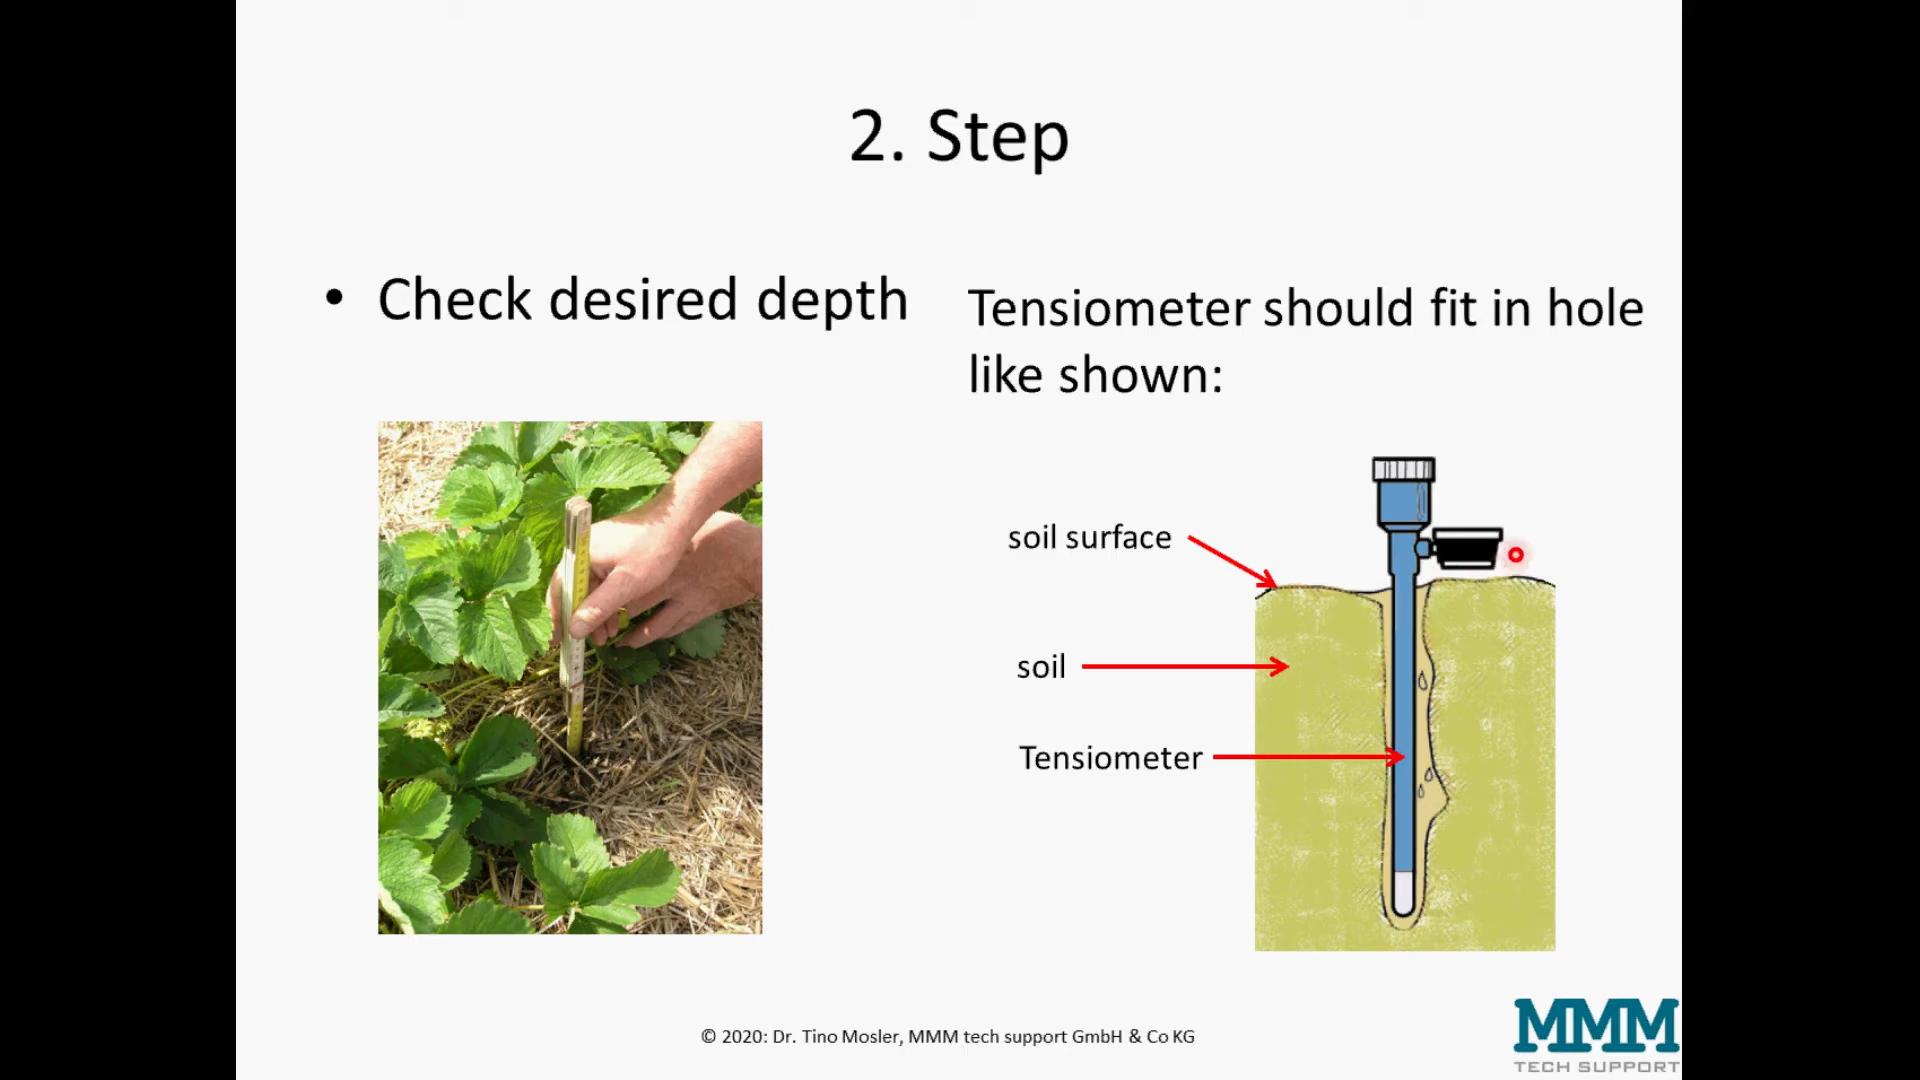 2. Step
• Check desired depth
Tensiometer should fit in hole
like shown:
soil surface
soil
Tensiometer
© 2020: Dr. Tino Mosler, MMM tech support GmbH & Co KG
MMM
TECH SUPPORT